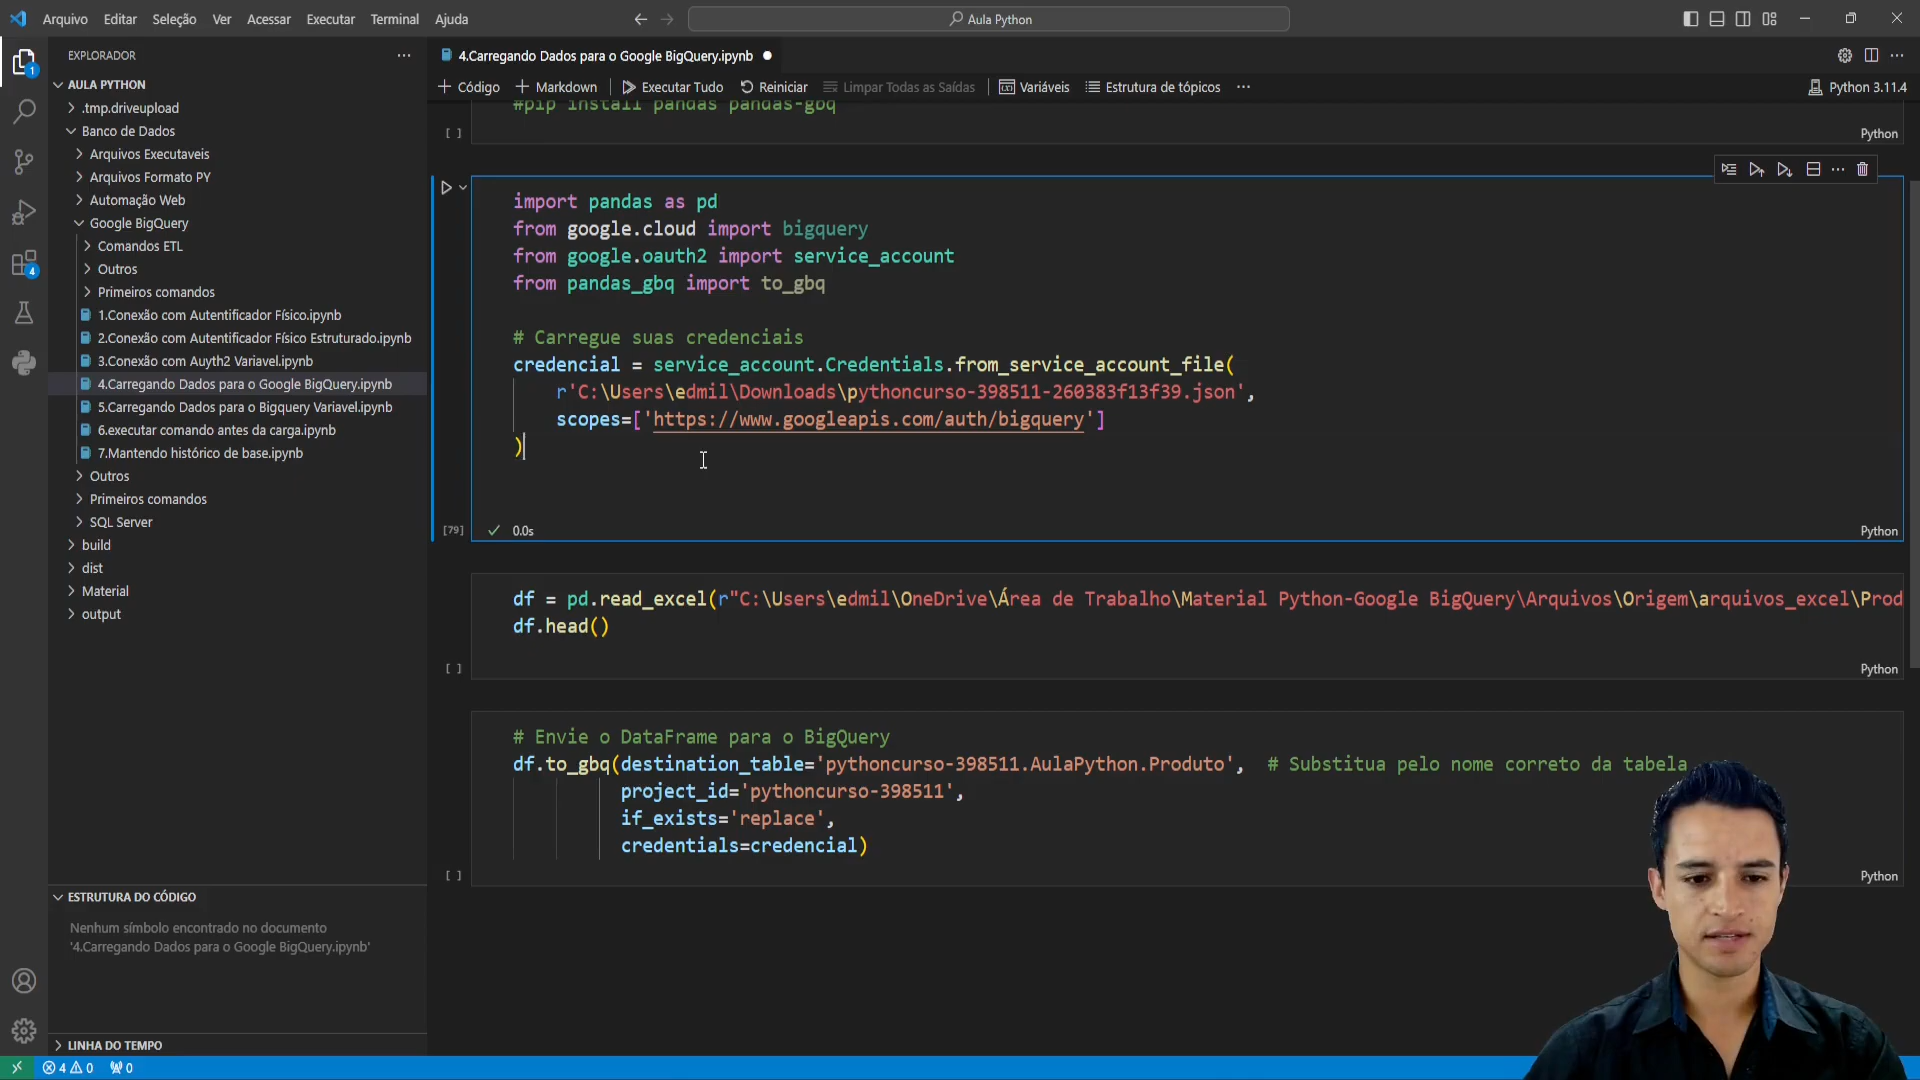 Arquivo Editar Seleção Ver Acessar Executar Terminal Ajuda
Aula Python
EXPLORADOR
AULA PYTHON
.tmp.driveupload
Banco de Dados
Arquivos Executaveis
Arquivos Formato PY
Automação Web
Google BigQuery
Comandos ETL
Outros
Primeiros comandos
1.Conexão com Autentificador Físico.ipynb
2.Conexão com Autentificador Físico Estruturado.ipynb
3.Conexão com Auyth2 Variavel.ipynb
4.Carregando Dados para o Google BigQuery.ipynb
5.Carregando Dados para o Bigquery Variavel.ipynb
6.executar comando antes da carga.ipynb
7.Mantendo histórico de base.ipynb
Outros
Primeiros comandos
SQL Server
build
dist
Material
output
ESTRUTURA DO CÓDIGO
Nenhum símbolo encontrado no documento
'4.Carregando Dados para o Google BigQuery.ipynb'
LINHA DO TEMPO
4 0 0
1
4
4.Carregando Dados para o Google BigQuery.ipynb
Código Markdown Executar Tudo Reiniciar Limpar Todas as Saídas Variáveis Estrutura de tópicos Python 3.11.4
#pip install pandas pandas-gbq
[ ] Python
import pandas as pd
from google.cloud import bigquery
from google.oauth2 import service_account
from pandas_gbq import to_gbq
# Carregue suas credenciais
credencial = service_account.Credentials.from_service_account_file(
r'C:\Users\edmil\Downloads\pythoncurso-398511-260383f13f39.json',
scopes=['https://www.googleapis.com/auth/bigquery']
)
[79] 0.0s Python
df = pd.read_excel(r"C:\Users\edmil\OneDrive\Área de Trabalho\Material Python-Google BigQuery\Arquivos\Origem\arquivos_excel\Prod
df.head()
[ ] Python
# Envie o DataFrame para o BigQuery
df.to_gbq(destination_table='pythoncurso-398511.AulaPython.Produto', # Substitua pelo nome correto da tabela
project_id='pythoncurso-398511',
if_exists='replace',
credentials=credencial)
[ ] Python